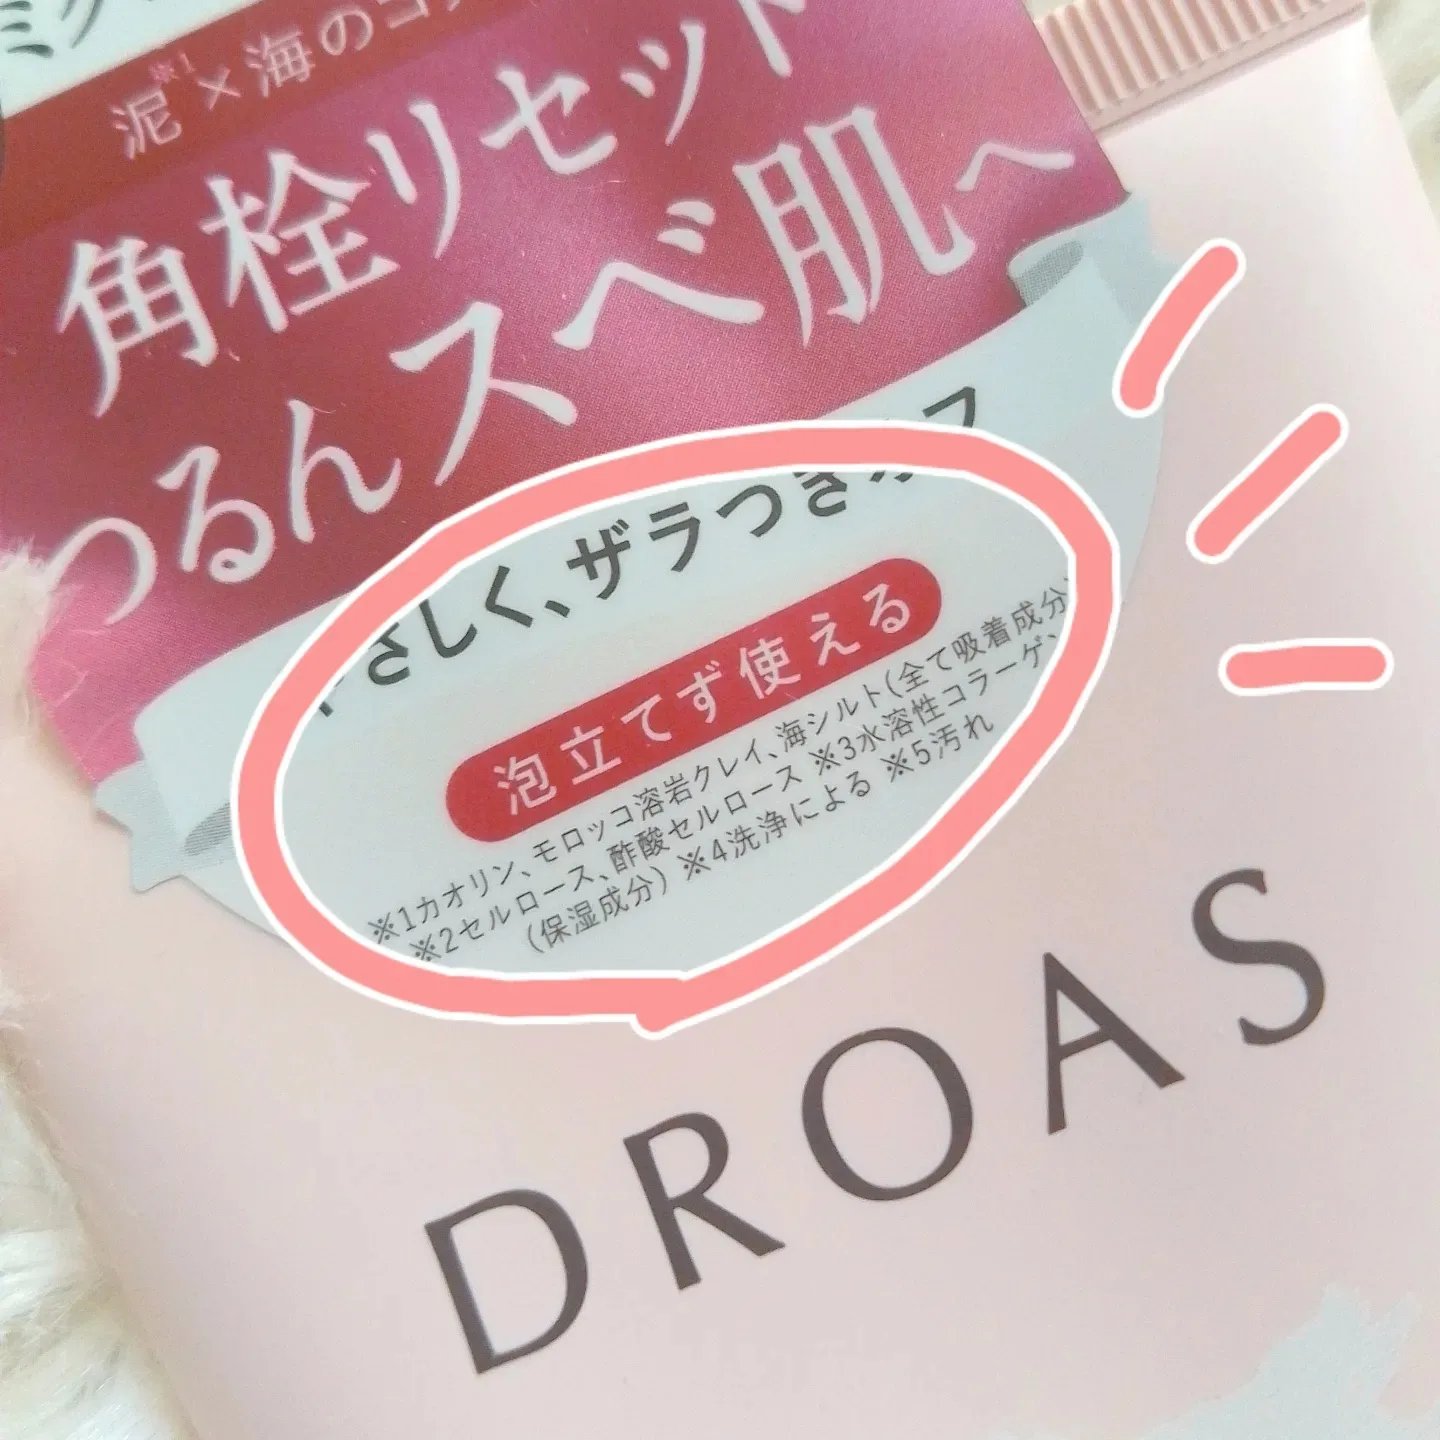 泥※1×海のコ
角栓リセット
つるんスベ肌へ
さしく、ザラつき
泡立てず使える
※1カオリン、モロッコ溶岩クレイ、海シルト(全て吸着成分)
※2セルロース、酢酸セルロース ※3水溶性コラーゲン
(保湿成分) ※4洗浄による ※5汚れ
DROAS